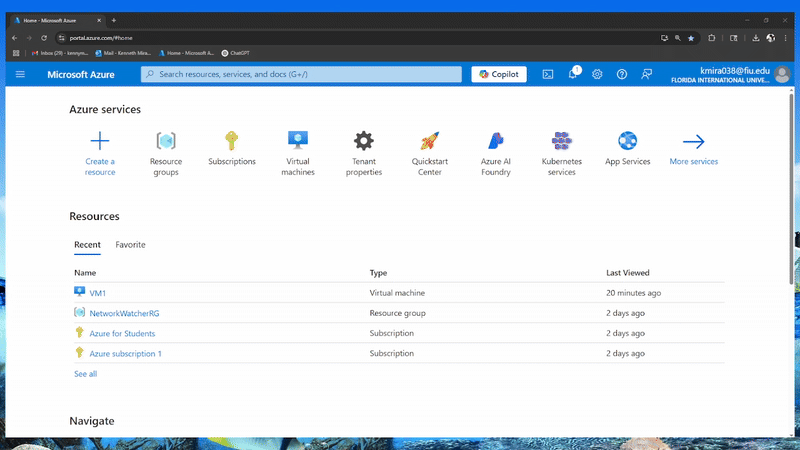 Home - Microsoft Azure
portal.azure.com/#home
Inbox (29) - kennymi...
Mail - Kenneth Mira...
Home - Microsoft A...
ChatGPT
Microsoft Azure
Search resources, services, and docs (G+/)
Copilot
1
kmira038@fiu.edu
FLORIDA INTERNATIONAL UNIVE...
Azure services
Create a resource
Resource groups
Subscriptions
Virtual machines
Tenant properties
Quickstart Center
Azure AI Foundry
Kubernetes services
App Services
More services
Resources
Recent Favorite
Name Type Last Viewed
VM1 Virtual machine 20 minutes ago
NetworkWatcherRG Resource group 2 days ago
Azure for Students Subscription 2 days ago
Azure subscription 1 Subscription 2 days ago
See all
Navigate